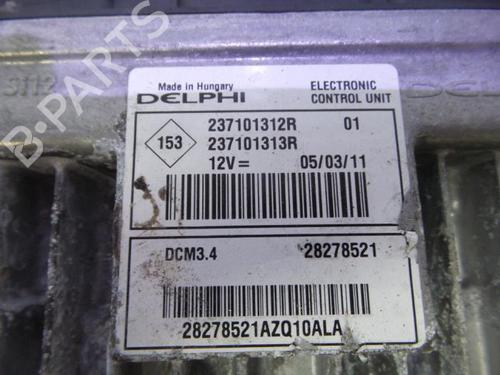 Made in Hungary
DELPHI
ELECTRONIC
CONTROL UNIT
153
237101312R 01
237101313R
12V= 05/03/11
DCM3.4 28278521
28278521AZQ10ALA
B-Parts